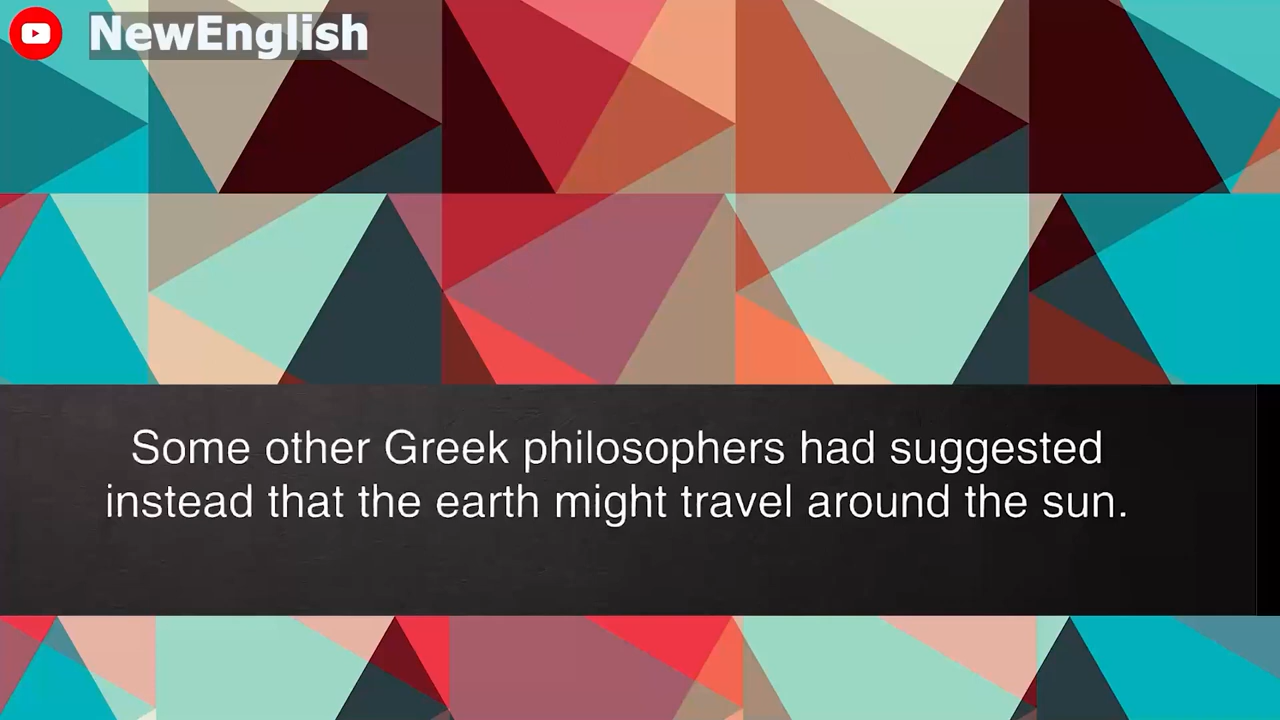 NewEnglish
Some other Greek philosophers had suggested
instead that the earth might travel around the sun.